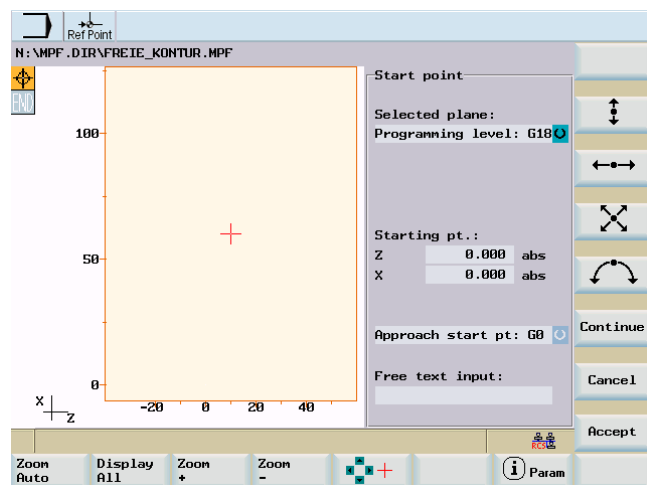 Ref Point
N:\MPF.DIR\FREIE_KONTUR.MPF
END
100
50
0
-20 0 20 40
X
Z
Start point
Selected plane:
Programming level: G18
Starting pt.:
Z 0.000 abs
X 0.000 abs
Approach start pt: G0
Free text input:
Continue
Cancel
Accept
RCS
Zoom Auto
Display All
Zoom +
Zoom -
i Param